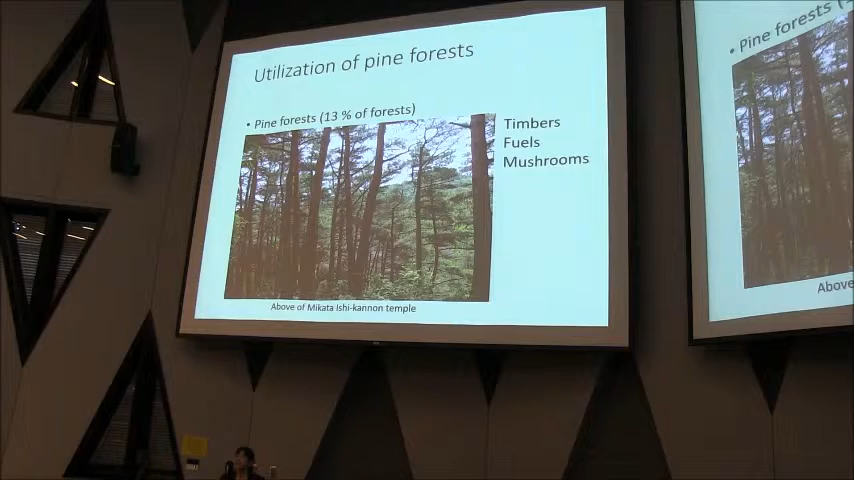 Utilization of pine forests
• Pine forests (13 % of forests)
Timbers
Fuels
Mushrooms
Above of Mikata Ishi-kannon temple
• Pine forests (1
Above